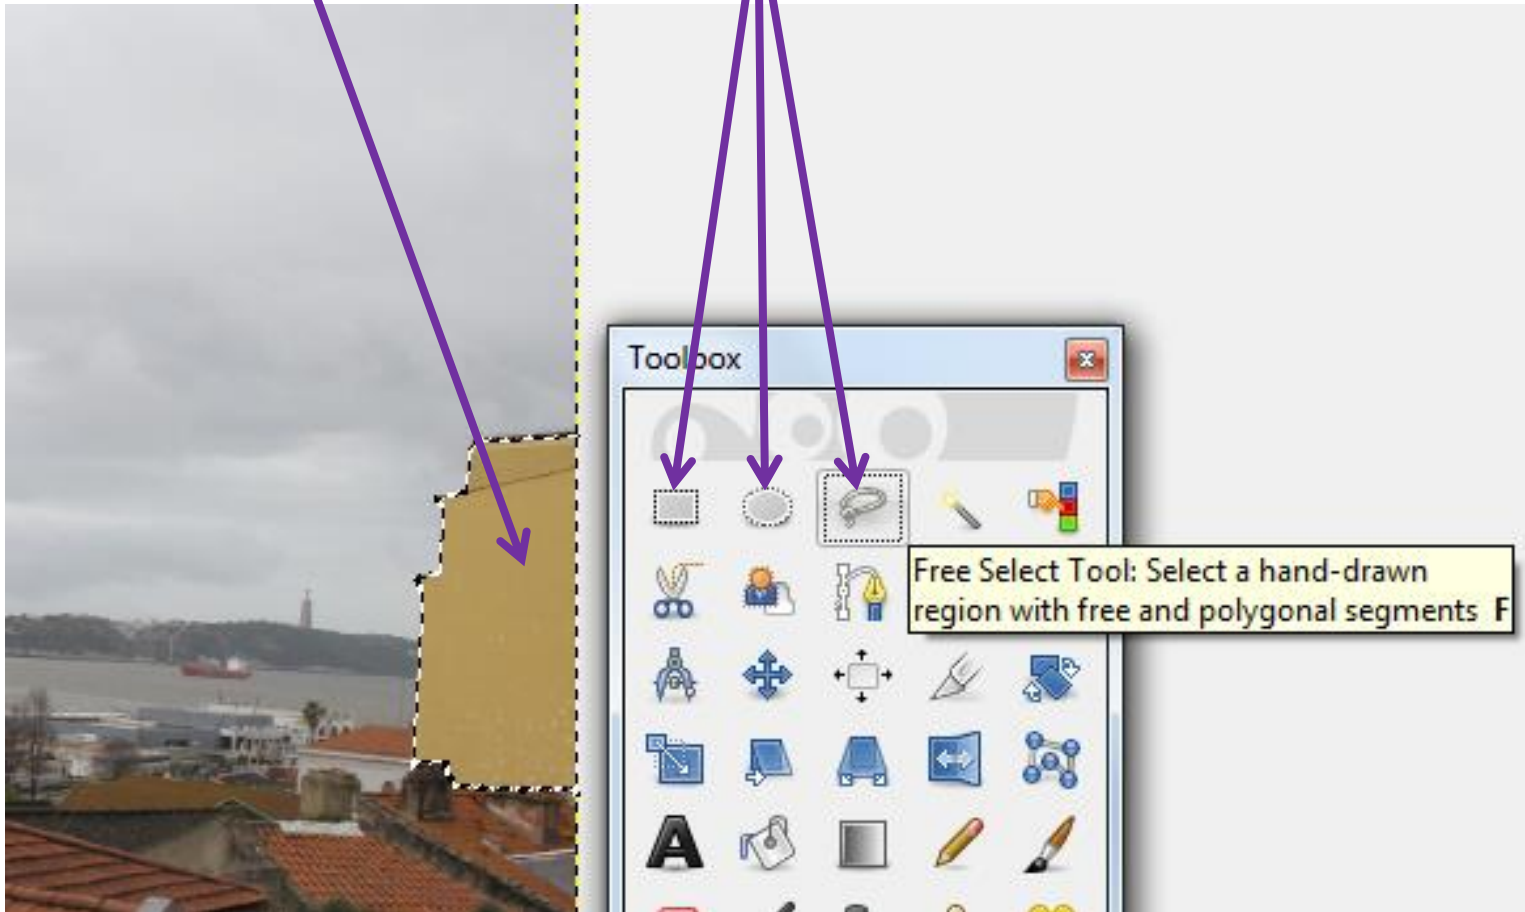 Toolbox
Free Select Tool: Select a hand-drawn
region with free and polygonal segments F